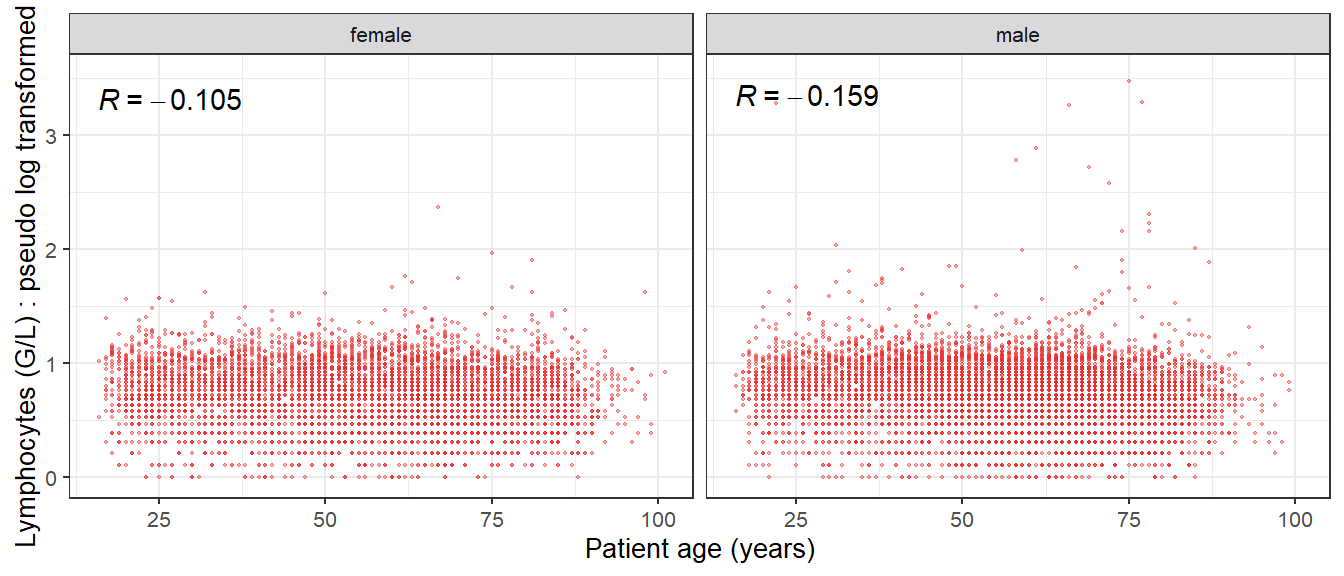 female
male
R = −0.105
R = −0.159
Lymphocytes (G/L) : pseudo log transformed
3
2
1
0
25 50 75 100
25 50 75 100
Patient age (years)